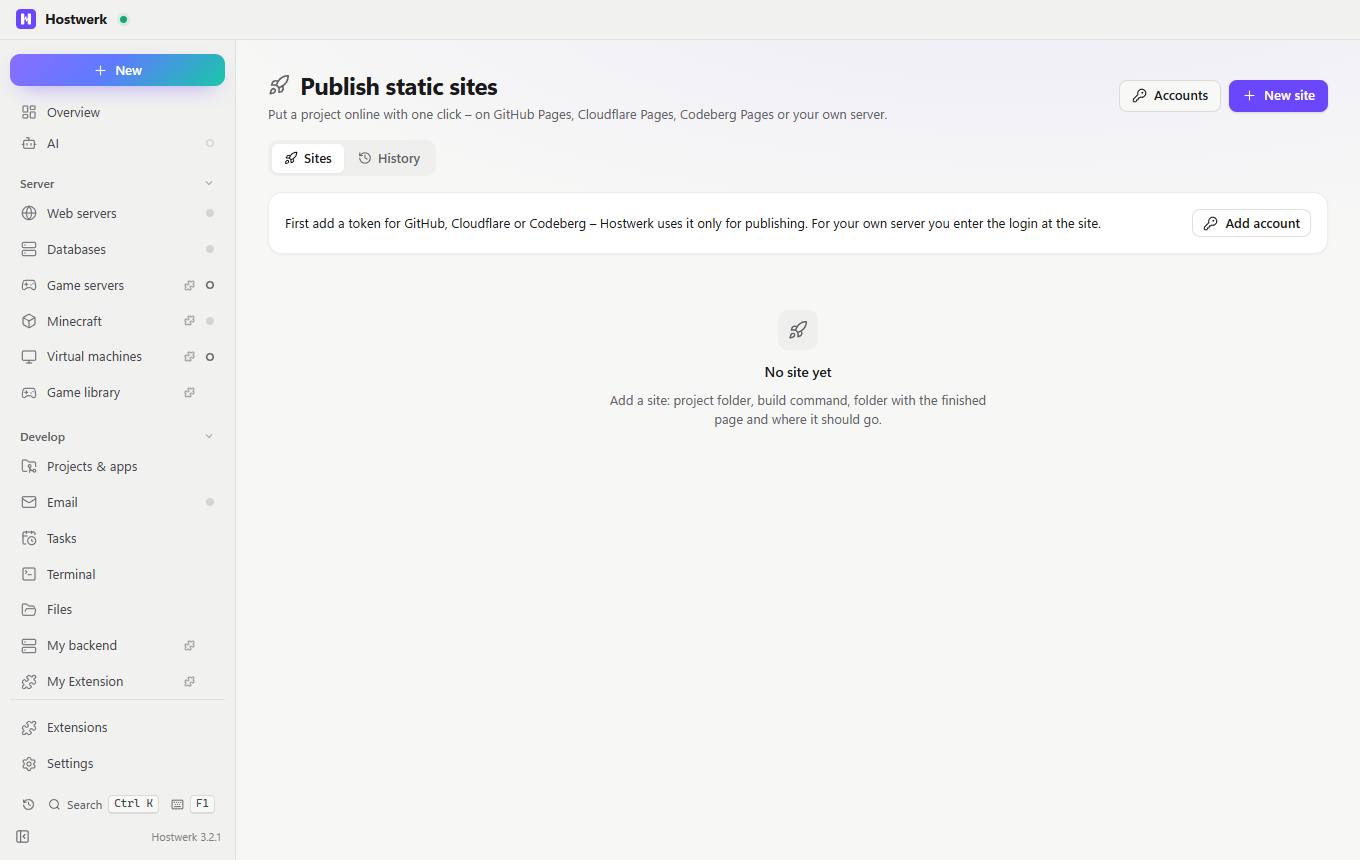 Hostwerk
New
Overview
AI
Server
Web servers
Databases
Game servers
Minecraft
Virtual machines
Game library
Develop
Projects & apps
Email
Tasks
Terminal
Files
My backend
My Extension
Extensions
Settings
Search Ctrl K F1
Hostwerk 3.2.1
Publish static sites
Put a project online with one click – on GitHub Pages, Cloudflare Pages, Codeberg Pages or your own server.
Accounts
New site
Sites
History
First add a token for GitHub, Cloudflare or Codeberg – Hostwerk uses it only for publishing. For your own server you enter the login at the site.
Add account
No site yet
Add a site: project folder, build command, folder with the finished
page and where it should go.